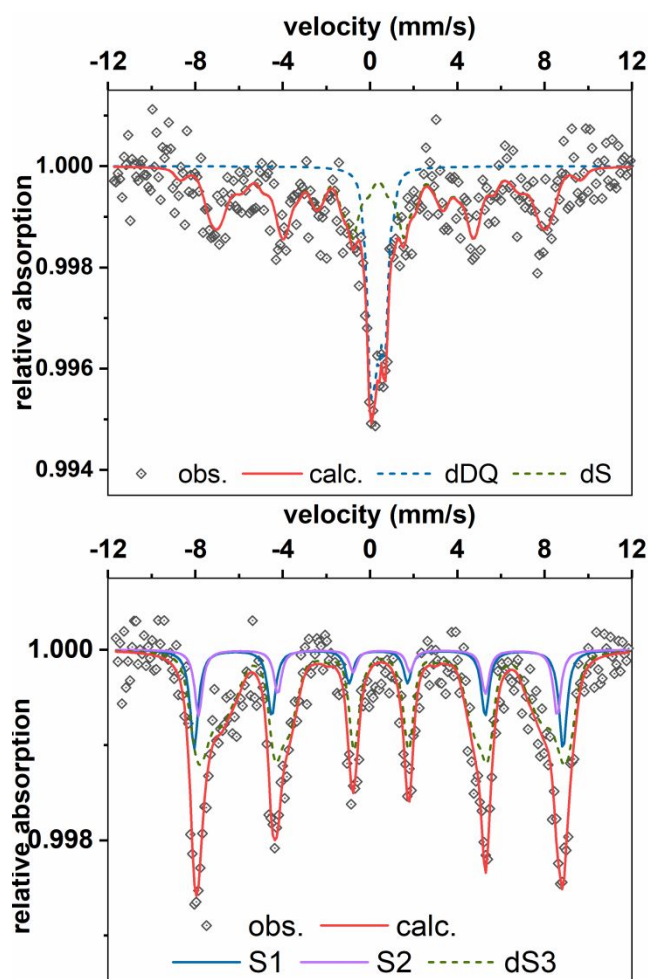 velocity (mm/s)
-12 -8 -4 0 4 8 12
1.000
0.998
0.996
0.994
relative absorption
obs. calc. dDQ dS
velocity (mm/s)
-12 -8 -4 0 4 8 12
1.000
0.998
relative absorption
obs. calc.
S1 S2 dS3